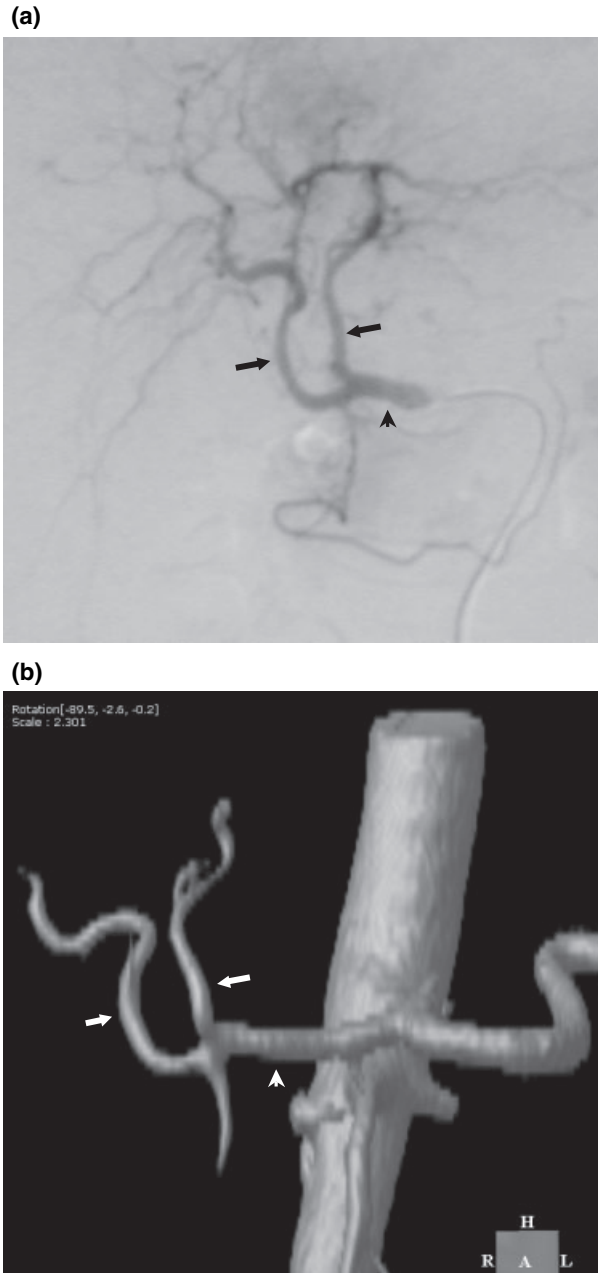 (a)
(b)
Rotation[-89.5, -2.6, -0.2]
Scale : 2.301
H
R A L